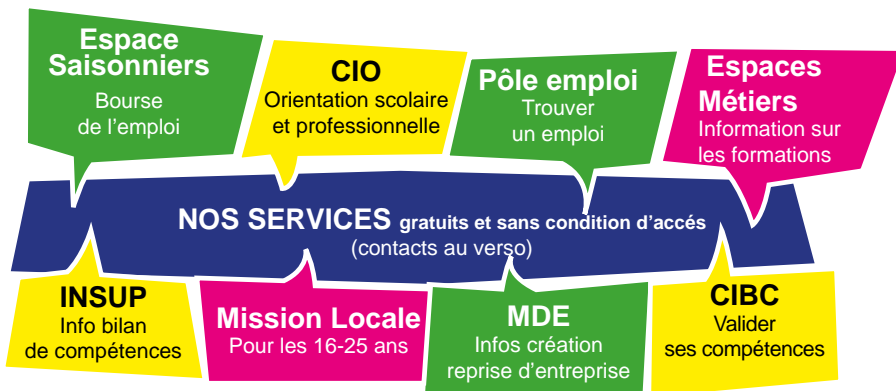 Espace
Saisonniers
Bourse
de l'emploi
CIO
Orientation scolaire
et professionnelle
Pôle emploi
Trouver
un emploi
Espaces
Métiers
Information sur
les formations
NOS SERVICES gratuits et sans condition d'accés
(contacts au verso)
INSUP
Info bilan
de compétences
Mission Locale
Pour les 16-25 ans
MDE
Infos création
reprise d'entreprise
CIBC
Valider
ses compétences